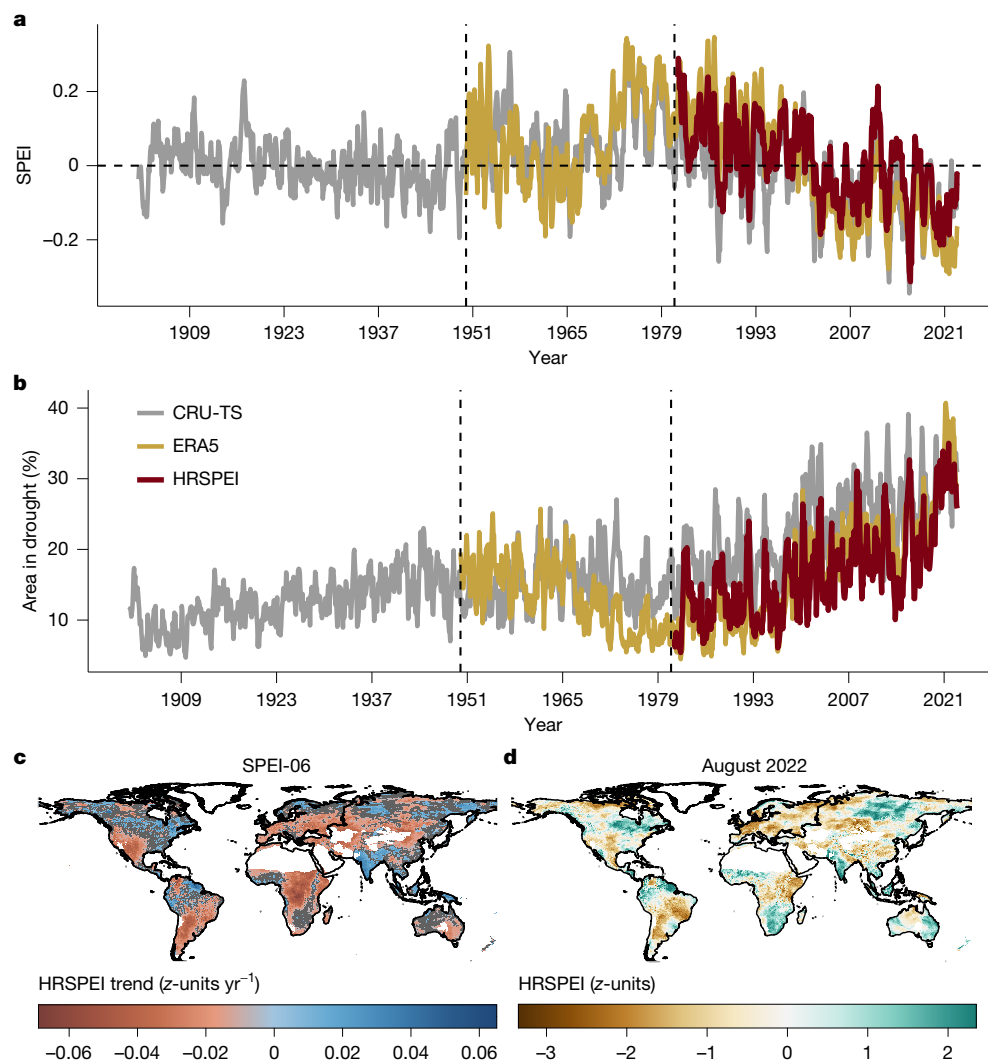 a
0.2
0
−0.2
SPEI
1909 1923 1937 1951 1965 1979 1993 2007 2021
Year
b
40
30
20
10
Area in drought (%)
CRU-TS
ERA5
HRSPEI
1909 1923 1937 1951 1965 1979 1993 2007 2021
Year
c
SPEI-06
HRSPEI trend (z-units yr⁻¹)
−0.06 −0.04 −0.02 0 0.02 0.04 0.06
d
August 2022
HRSPEI (z-units)
−3 −2 −1 0 1 2